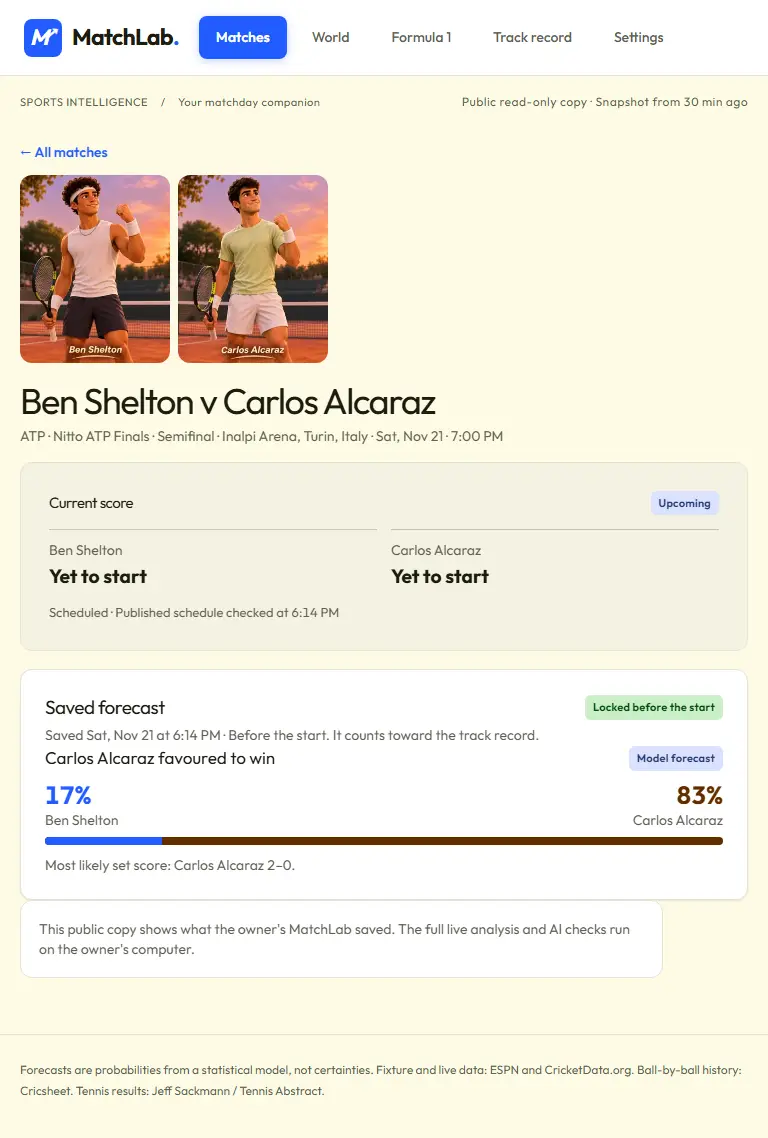 M MatchLab. Matches World Formula 1 Track record Settings
SPORTS INTELLIGENCE / Your matchday companion Public read-only copy · Snapshot from 30 min ago
← All matches
Ben Shelton Carlos Alcaraz
Ben Shelton v Carlos Alcaraz
ATP · Nitto ATP Finals · Semifinal · Inalpi Arena, Turin, Italy · Sat, Nov 21 · 7:00 PM
Current score Upcoming
Ben Shelton Carlos Alcaraz
Yet to start Yet to start
Scheduled · Published schedule checked at 6:14 PM
Saved forecast Locked before the start
Saved Sat, Nov 21 at 6:14 PM · Before the start. It counts toward the track record.
Carlos Alcaraz favoured to win Model forecast
17% 83%
Ben Shelton Carlos Alcaraz
Most likely set score: Carlos Alcaraz 2–0.
This public copy shows what the owner's MatchLab saved. The full live analysis and AI checks run
on the owner's computer.
Forecasts are probabilities from a statistical model, not certainties. Fixture and live data: ESPN and CricketData.org. Ball-by-ball history:
Cricsheet. Tennis results: Jeff Sackmann / Tennis Abstract.